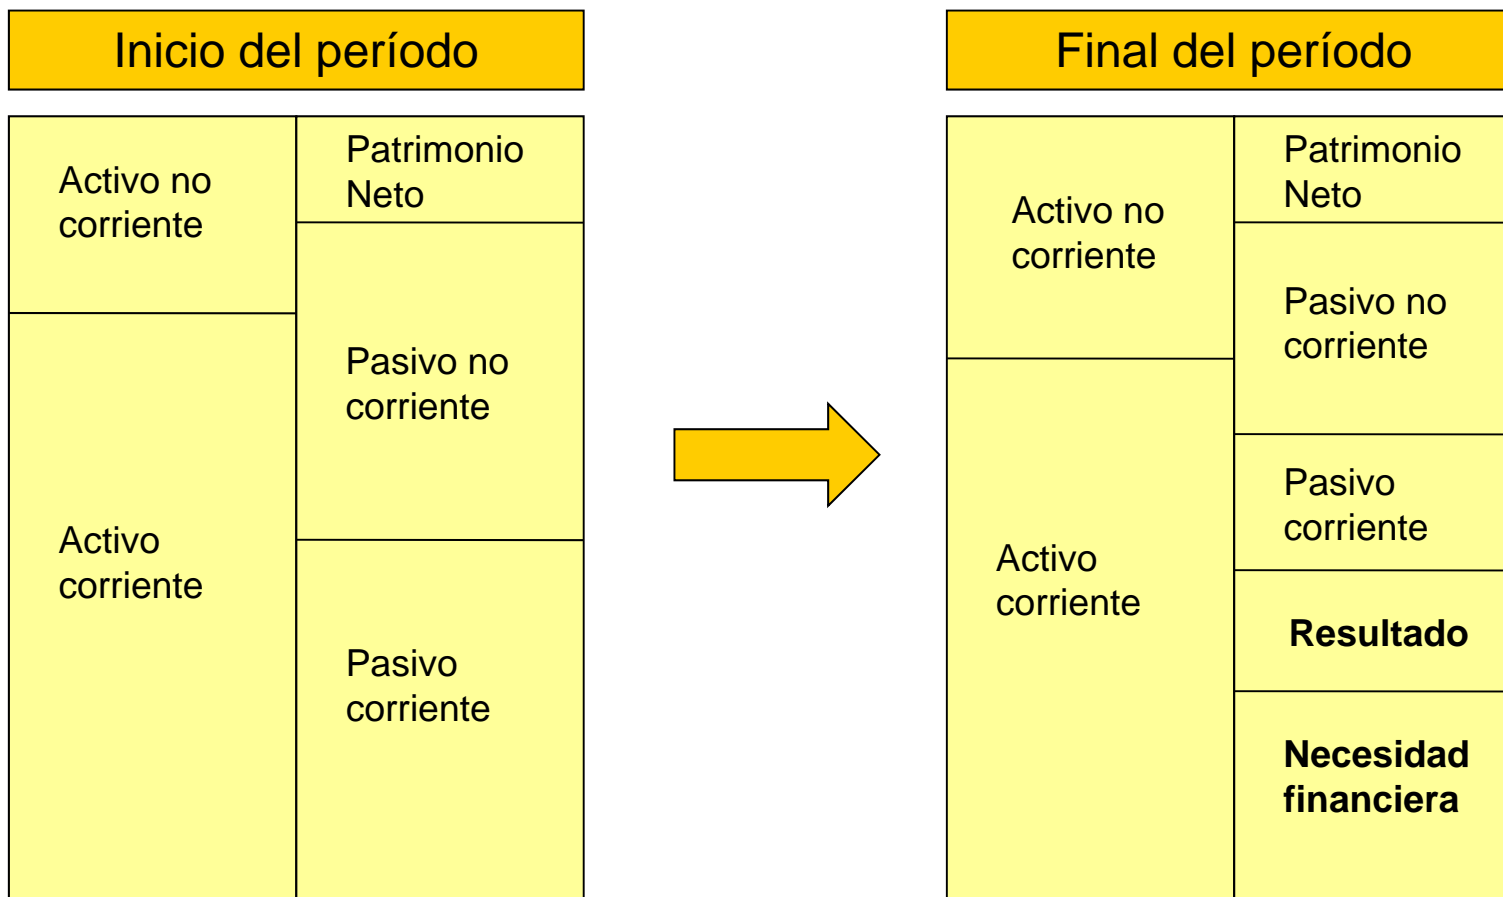 Inicio del período
Activo no
corriente
Activo
corriente
Patrimonio
Neto
Pasivo no
corriente
Pasivo
corriente
Final del período
Activo no
corriente
Activo
corriente
Patrimonio
Neto
Pasivo no
corriente
Pasivo
corriente
Resultado
Necesidad
financiera